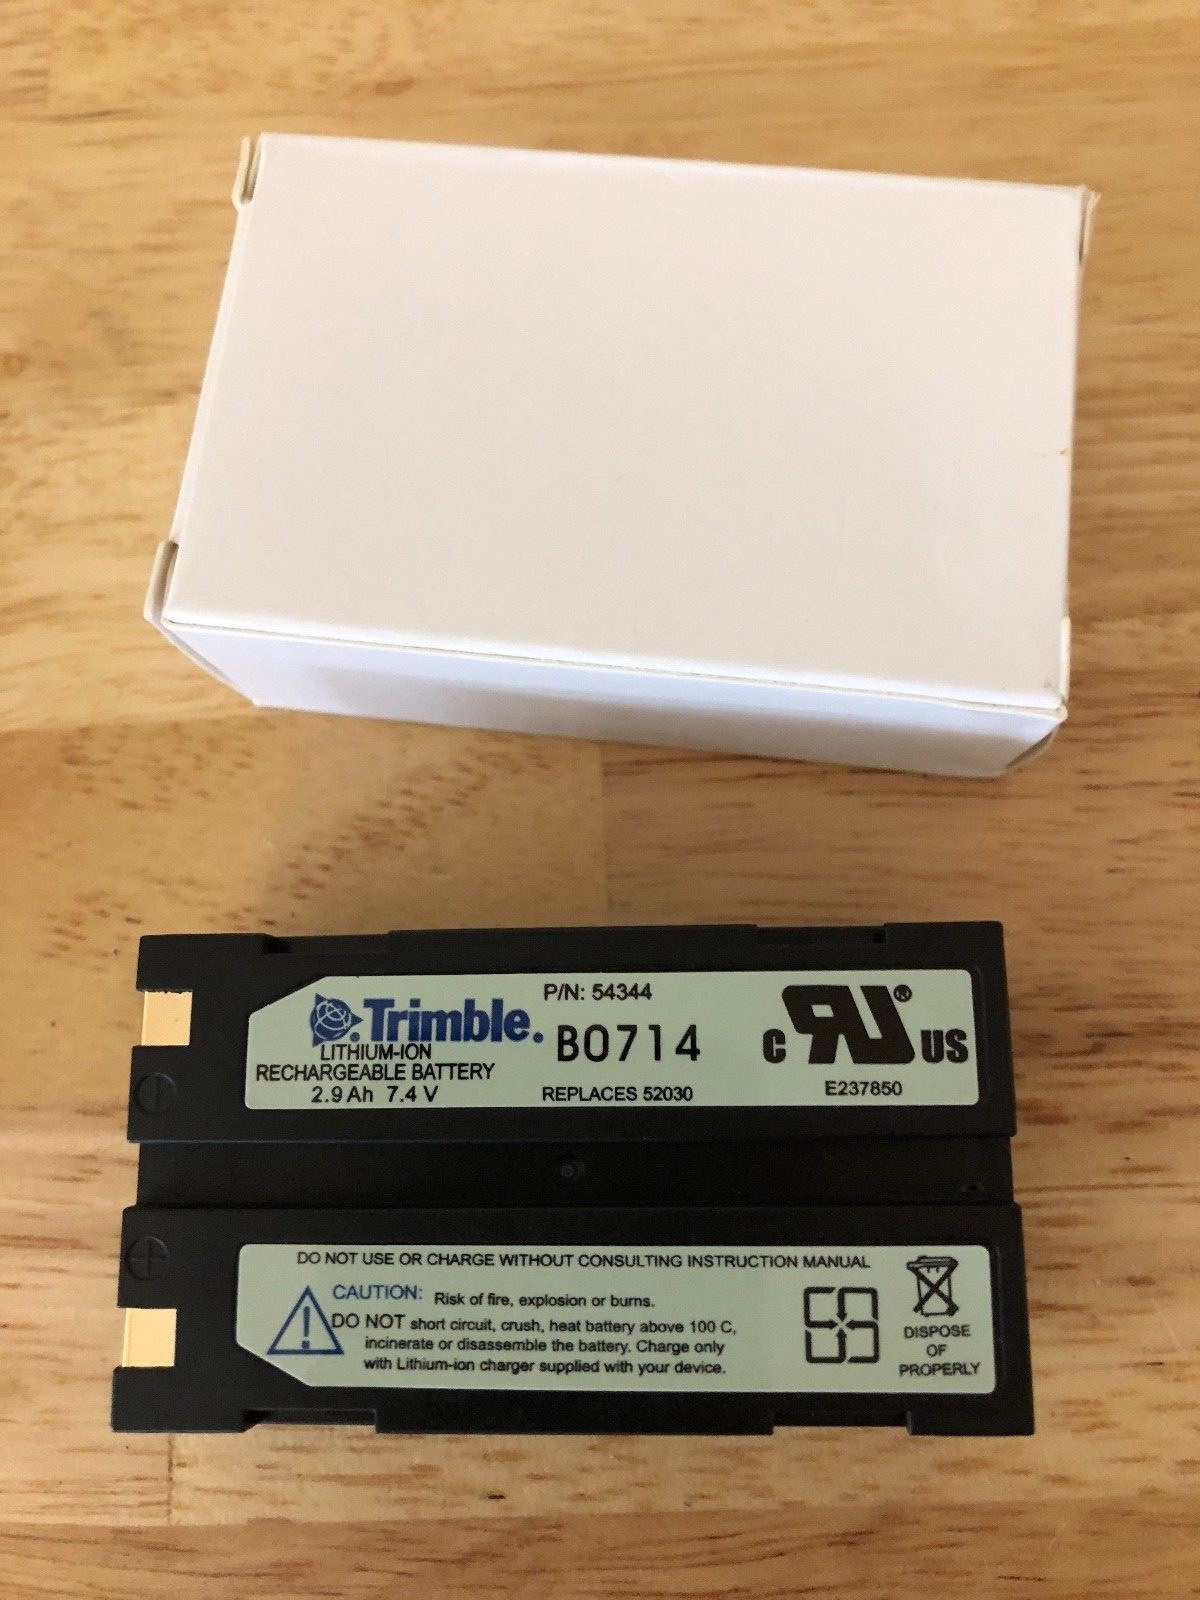 Trimble.
LITHIUM-ION
RECHARGEABLE BATTERY
2.9 Ah 7.4 V
P/N: 54344
B0714
REPLACES 52030
c RU® US
E237850
DO NOT USE OR CHARGE WITHOUT CONSULTING INSTRUCTION MANUAL
CAUTION: Risk of fire, explosion or burns.
DO NOT short circuit, crush, heat battery above 100 C,
incinerate or disassemble the battery. Charge only
with Lithium-ion charger supplied with your device.
DISPOSE
OF
PROPERLY